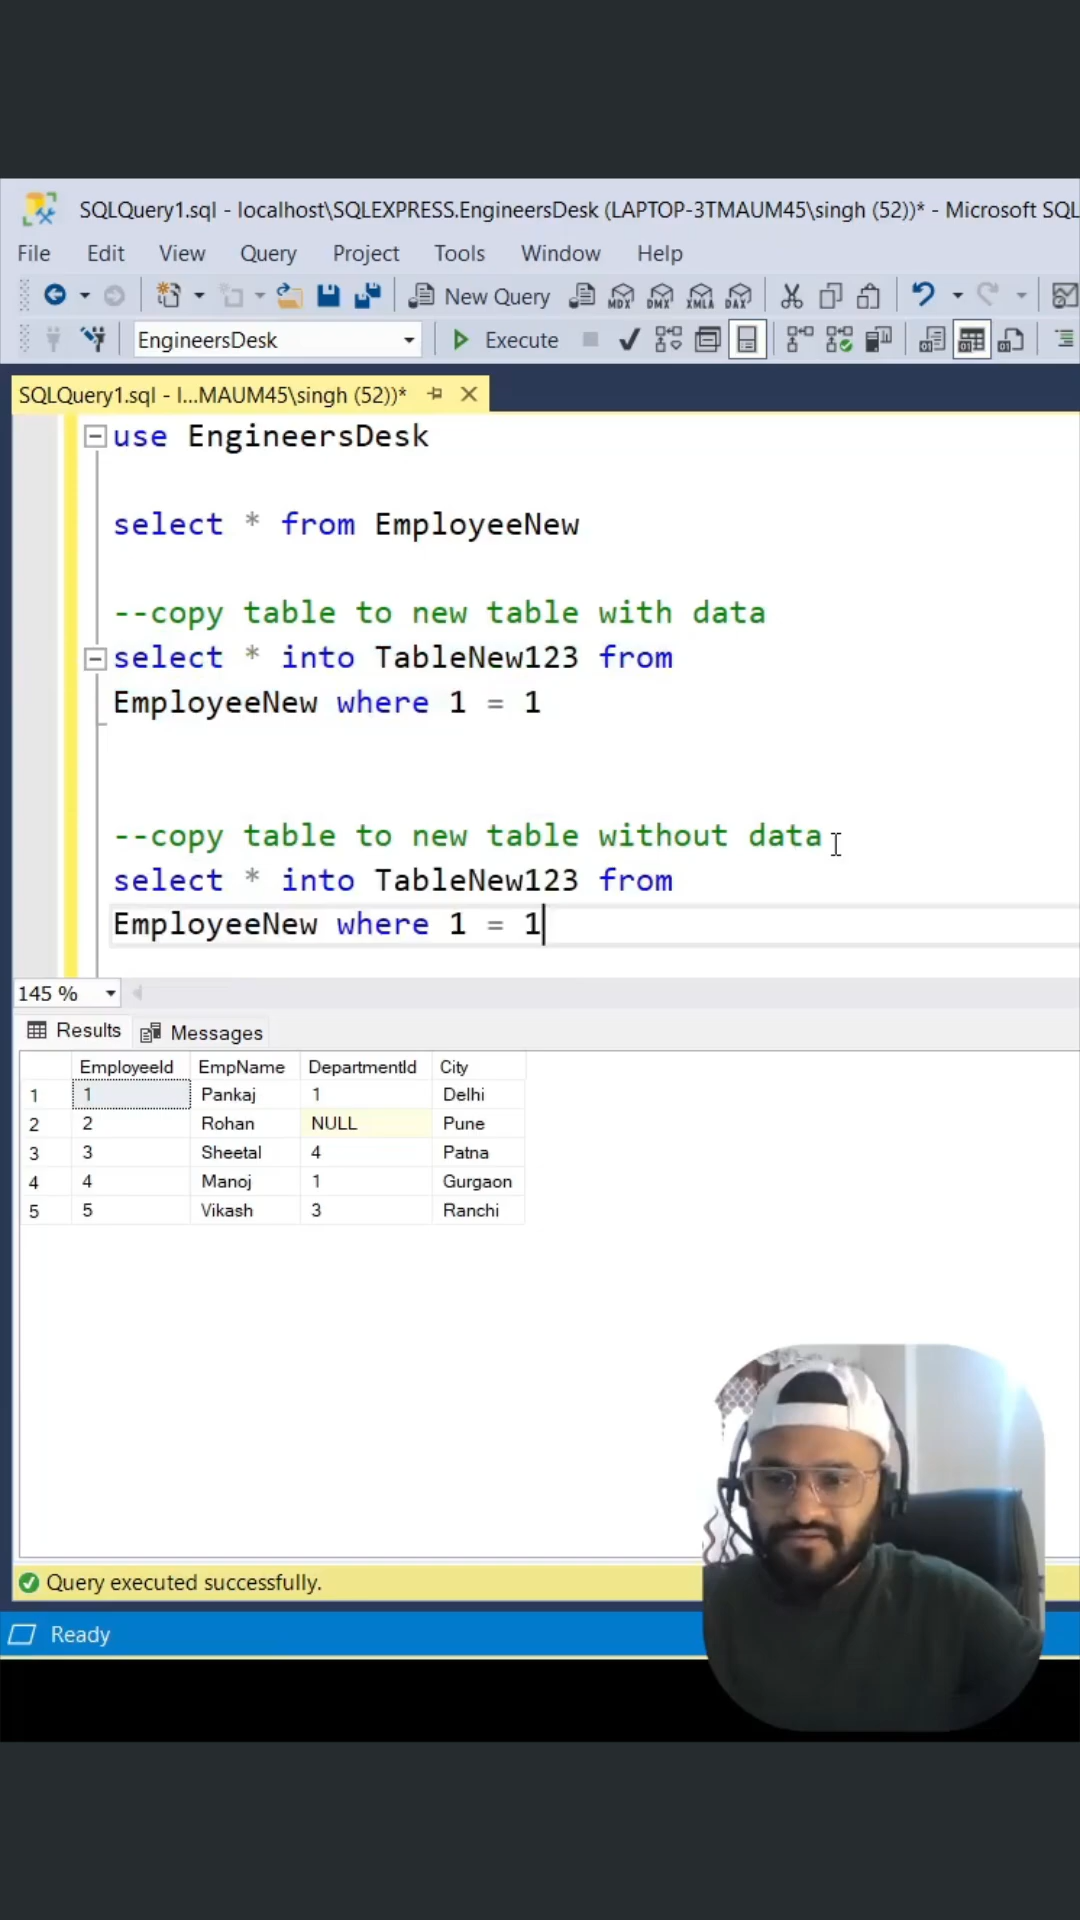 SQLQuery1.sql - localhost\SQLEXPRESS.EngineersDesk (LAPTOP-3TMAUM45\singh (52))* - Microsoft SQL
File Edit View Query Project Tools Window Help
New Query MDX DMX XMLA DAX
EngineersDesk Execute
SQLQuery1.sql - l...MAUM45\singh (52))*
use EngineersDesk
select * from EmployeeNew
--copy table to new table with data
select * into TableNew123 from
EmployeeNew where 1 = 1
--copy table to new table without data
select * into TableNew123 from
EmployeeNew where 1 = 1
145 %
Results Messages
EmployeeId EmpName DepartmentId City
1 1 Pankaj 1 Delhi
2 2 Rohan NULL Pune
3 3 Sheetal 4 Patna
4 4 Manoj 1 Gurgaon
5 5 Vikash 3 Ranchi
Query executed successfully.
Ready